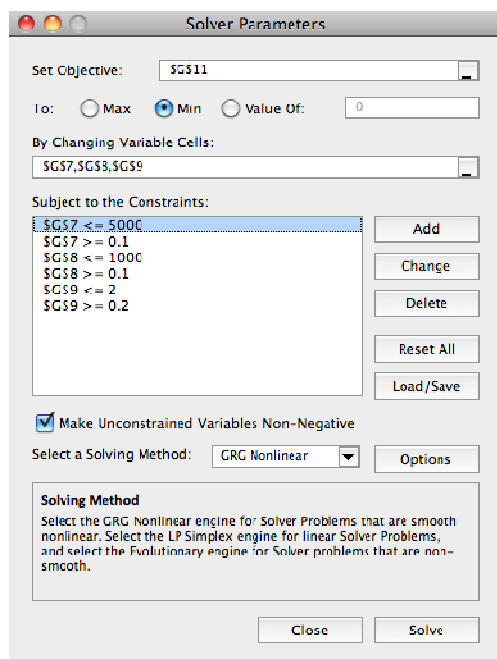 Solver Parameters
Set Objective: $G$11
To: Max Min Value Of: 0
By Changing Variable Cells:
$G$7,$G$8,$G$9
Subject to the Constraints:
$G$7 <= 5000
$G$7 >= 0.1
$G$8 <= 1000
$G$8 >= 0.1
$G$9 <= 2
$G$9 >= 0.2
Add
Change
Delete
Reset All
Load/Save
Make Unconstrained Variables Non-Negative
Select a Solving Method: GRG Nonlinear Options
Solving Method
Select the GRG Nonlinear engine for Solver Problems that are smooth
nonlinear. Select the LP Simplex engine for linear Solver Problems,
and select the Evolutionary engine for Solver problems that are non-
smooth.
Close Solve